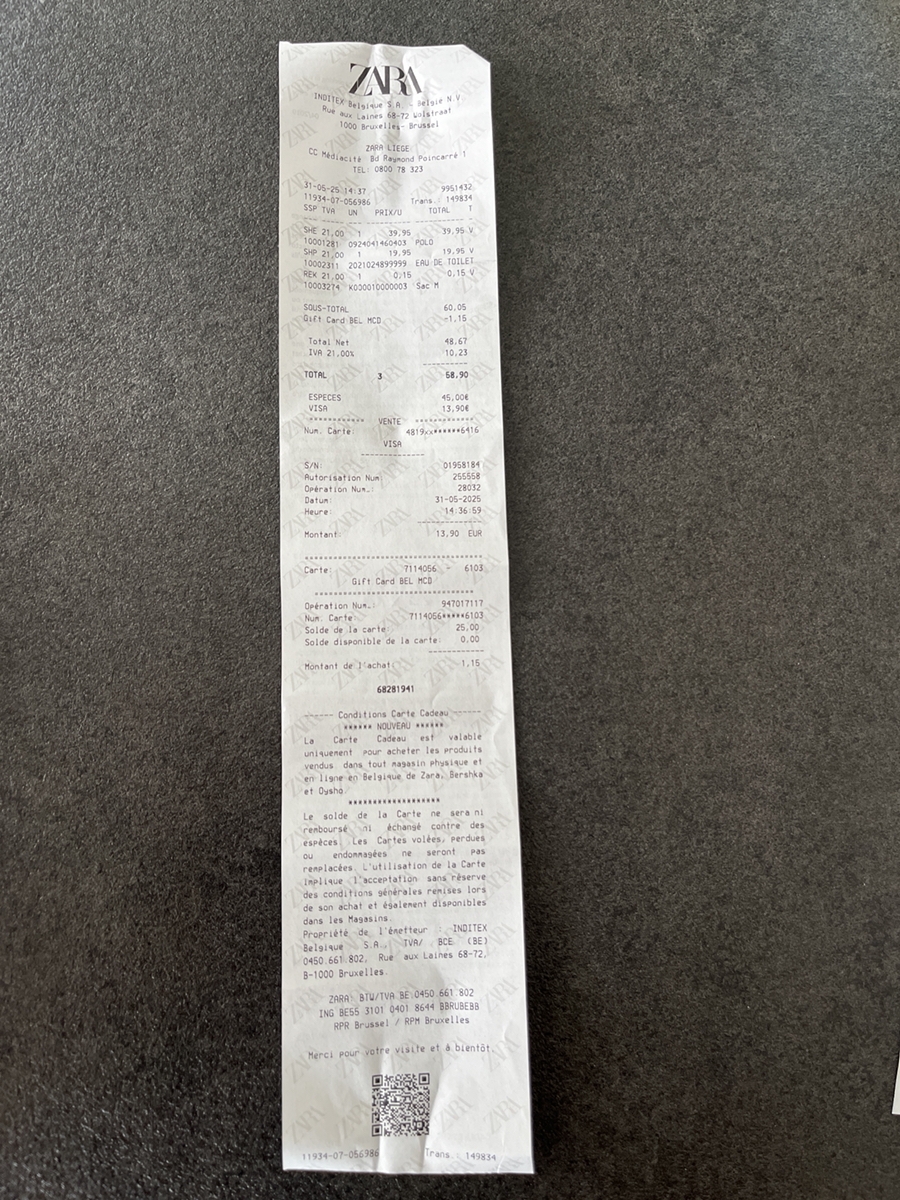 ZARA
INDITEX Belgique S.A. - België N.V.
Rue aux Laines 68-72 Wolstraat
1000 Bruxelles- Brussel
ZARA LIEGE
CC Médiacité Bd Raymond Poincarré 1
TEL: 0800 78 323
31-05-25 14:37 9951432
11934-07-056986 Trans.: 149834
SSP TVA UN PRIX/U TOTAL T
SHE 21,00 1 39,95 39,95 V
10001281 0924041460403 POLO
SHP 21,00 1 19,95 19,95 V
10002311 2021024899999 EAU DE TOILET
REK 21,00 1 0,15 0,15 V
10003274 K000010000003 Sac M
SOUS-TOTAL 60,05
Gift Card BEL MCD -1,15
Total Net 48,67
IVA 21,00% 10,23
TOTAL 3 58,90
ESPECES 45,00€
VISA 13,90€
************ VENTE *************
Num. Carte: 4819xx******6416
VISA
S/N: 01958184
Autorisation Num 255558
Opération Num.: 28032
Datum: 31-05-2025
Heure: 14:36:59
Montant 13,90 EUR
Carte: 7114056 - 6103
Gift Card BEL MCD
Opération Num.: 947017117
Num. Carte: 7114056*****6103
Solde de la carte: 25,00
Solde disponible de la carte: 0,00
Montant de l'achat 1,15
68281941
------ Conditions Carte Cadeau ------
****** NOUVEAU ******
La Carte Cadeau est valable
uniquement pour acheter les produits
vendus dans tout magasin physique et
en ligne en Belgique de Zara, Bershka
et Oysho.
Le solde de la Carte ne sera ni
remboursé ni échangé contre des
espèces. Les Cartes volées, perdues
ou endommagées ne seront pas
remplacées. L'utilisation de la Carte
implique l'acceptation sans réserve
des conditions générales remises lors
de son achat et également disponibles
dans les Magasins.
Propriété de l'émetteur : INDITEX
Belgique S.A., TVA/ BCE (BE)
0450.661.802, Rue aux Laines 68-72,
B-1000 Bruxelles.
ZARA: BTW/TVA BE 0450.661.802
ING BE55 3101 0401 8644 BBRUBEBB
RPR Brussel / RPM Bruxelles
Merci pour votre visite et à bientôt.
11934-07-056986 Trans.: 149834